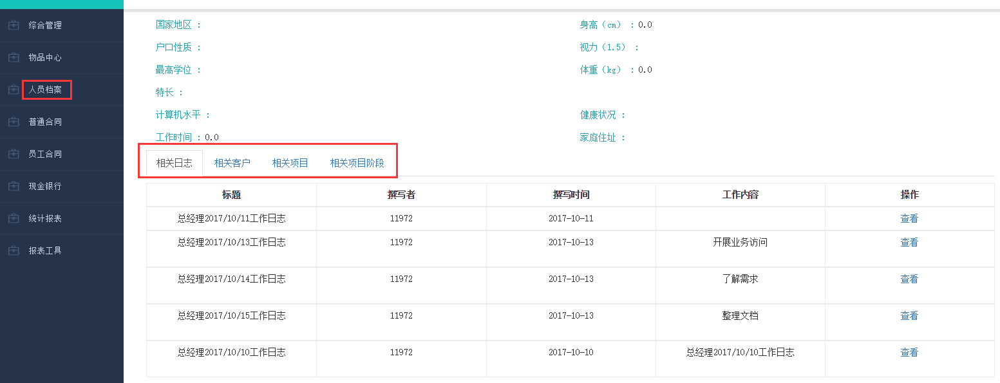 综合管理
物品中心
人员档案
普通合同
员工合同
现金银行
统计报表
报表工具
国家地区 : 身高（cm） : 0.0
户口性质 : 视力（1.5） :
最高学位 : 体重（kg） : 0.0
特长 :
计算机水平 : 健康状况 :
工作时间 : 0.0 家庭住址 :
相关日志 相关客户 相关项目 相关项目阶段
标题 撰写者 撰写时间 工作内容 操作
总经理2017/10/11工作日志 11972 2017-10-11 查看
总经理2017/10/13工作日志 11972 2017-10-13 开展业务访问 查看
总经理2017/10/14工作日志 11972 2017-10-13 了解需求 查看
总经理2017/10/15工作日志 11972 2017-10-13 整理文档 查看
总经理2017/10/10工作日志 11972 2017-10-10 总经理2017/10/10工作日志 查看